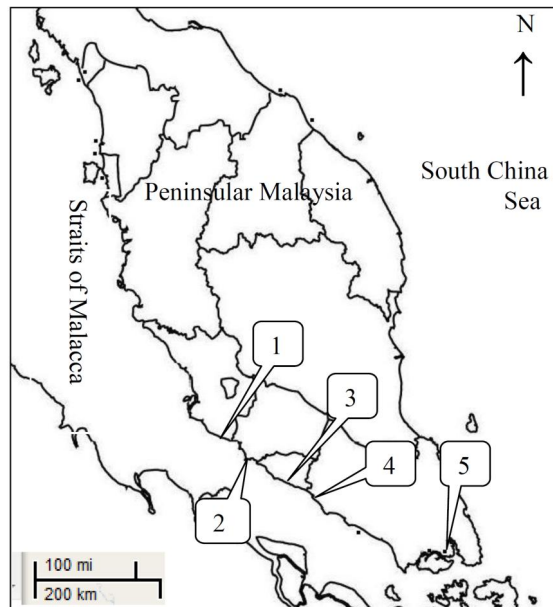 N
South China
Sea
Peninsular Malaysia
Straits of Malacca
1
3
4
5
2
100 mi
200 km